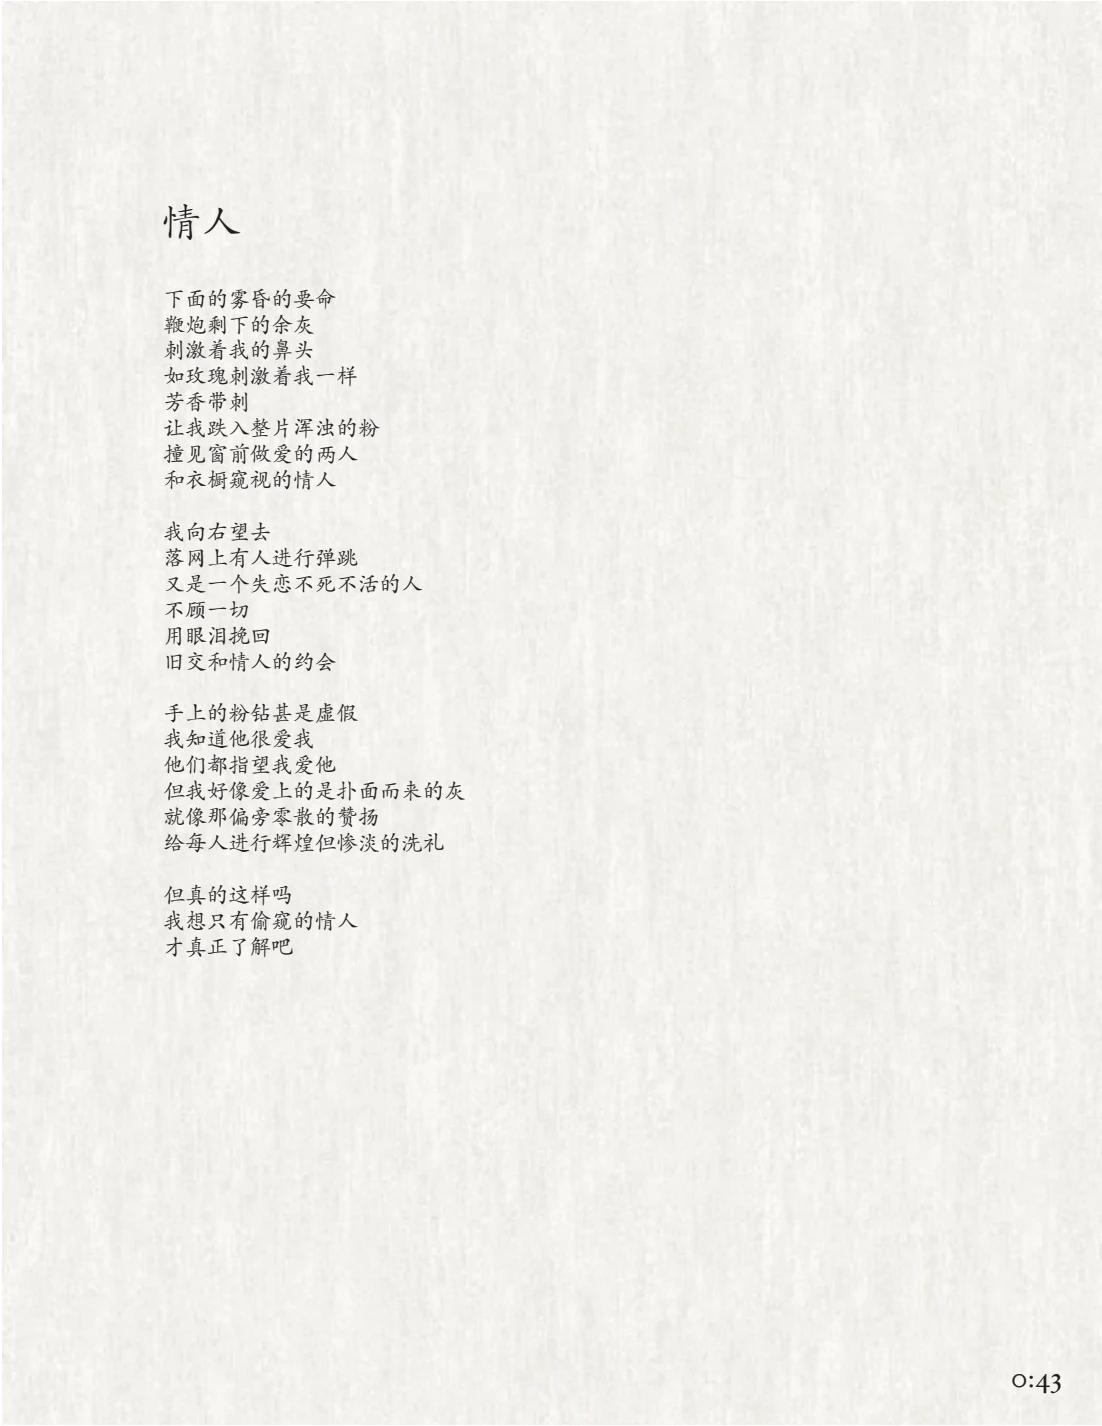 情人
下面的雾昏的要命
鞭炮剩下的余灰
刺激着我的鼻头
如玫瑰刺激着我一样
芳香带刺
让我跌入整片浑浊的粉
撞见窗前做爱的两人
和衣橱窥视的情人
我向右望去
落网上有人进行弹跳
又是一个失恋不死不活的人
不顾一切
用眼泪挽回
旧交和情人的约会
手上的粉钻甚是虚假
我知道他很爱我
他们都指望我爱他
但我好像爱上的是扑面而来的灰
就像那偏旁零散的赞扬
给每人进行辉煌但惨淡的洗礼
但真的这样吗
我想只有偷窥的情人
才真正了解吧
0:43